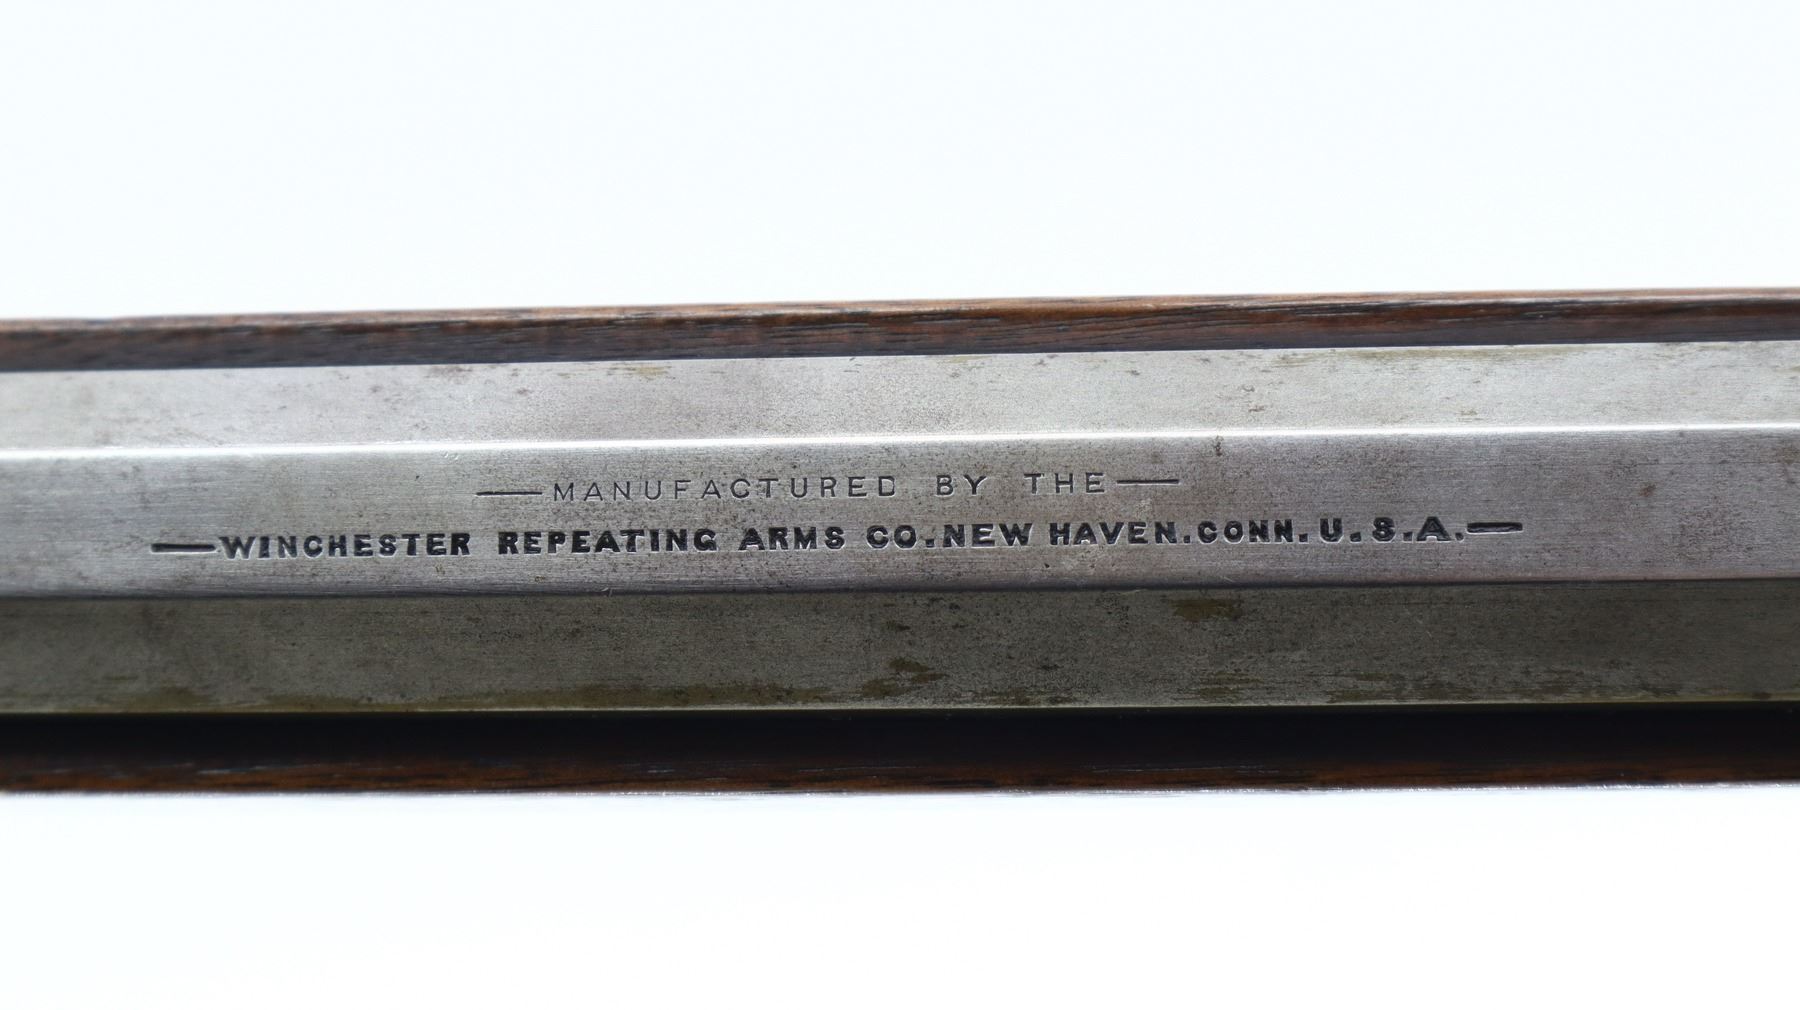 —MANUFACTURED BY THE—
—WINCHESTER REPEATING ARMS CO.NEW HAVEN.CONN.U.S.A.—